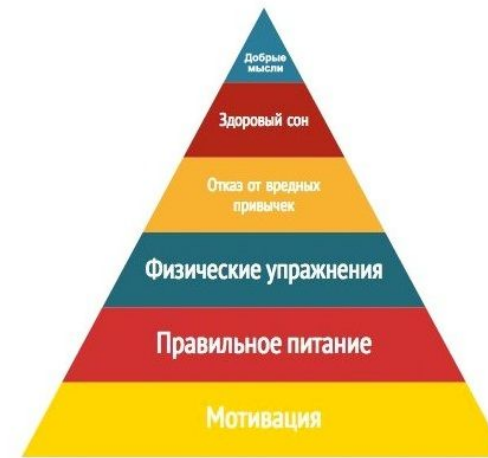 Добрые
мысли
Здоровый сон
Отказ от вредных
привычек
Физические упражнения
Правильное питание
Мотивация